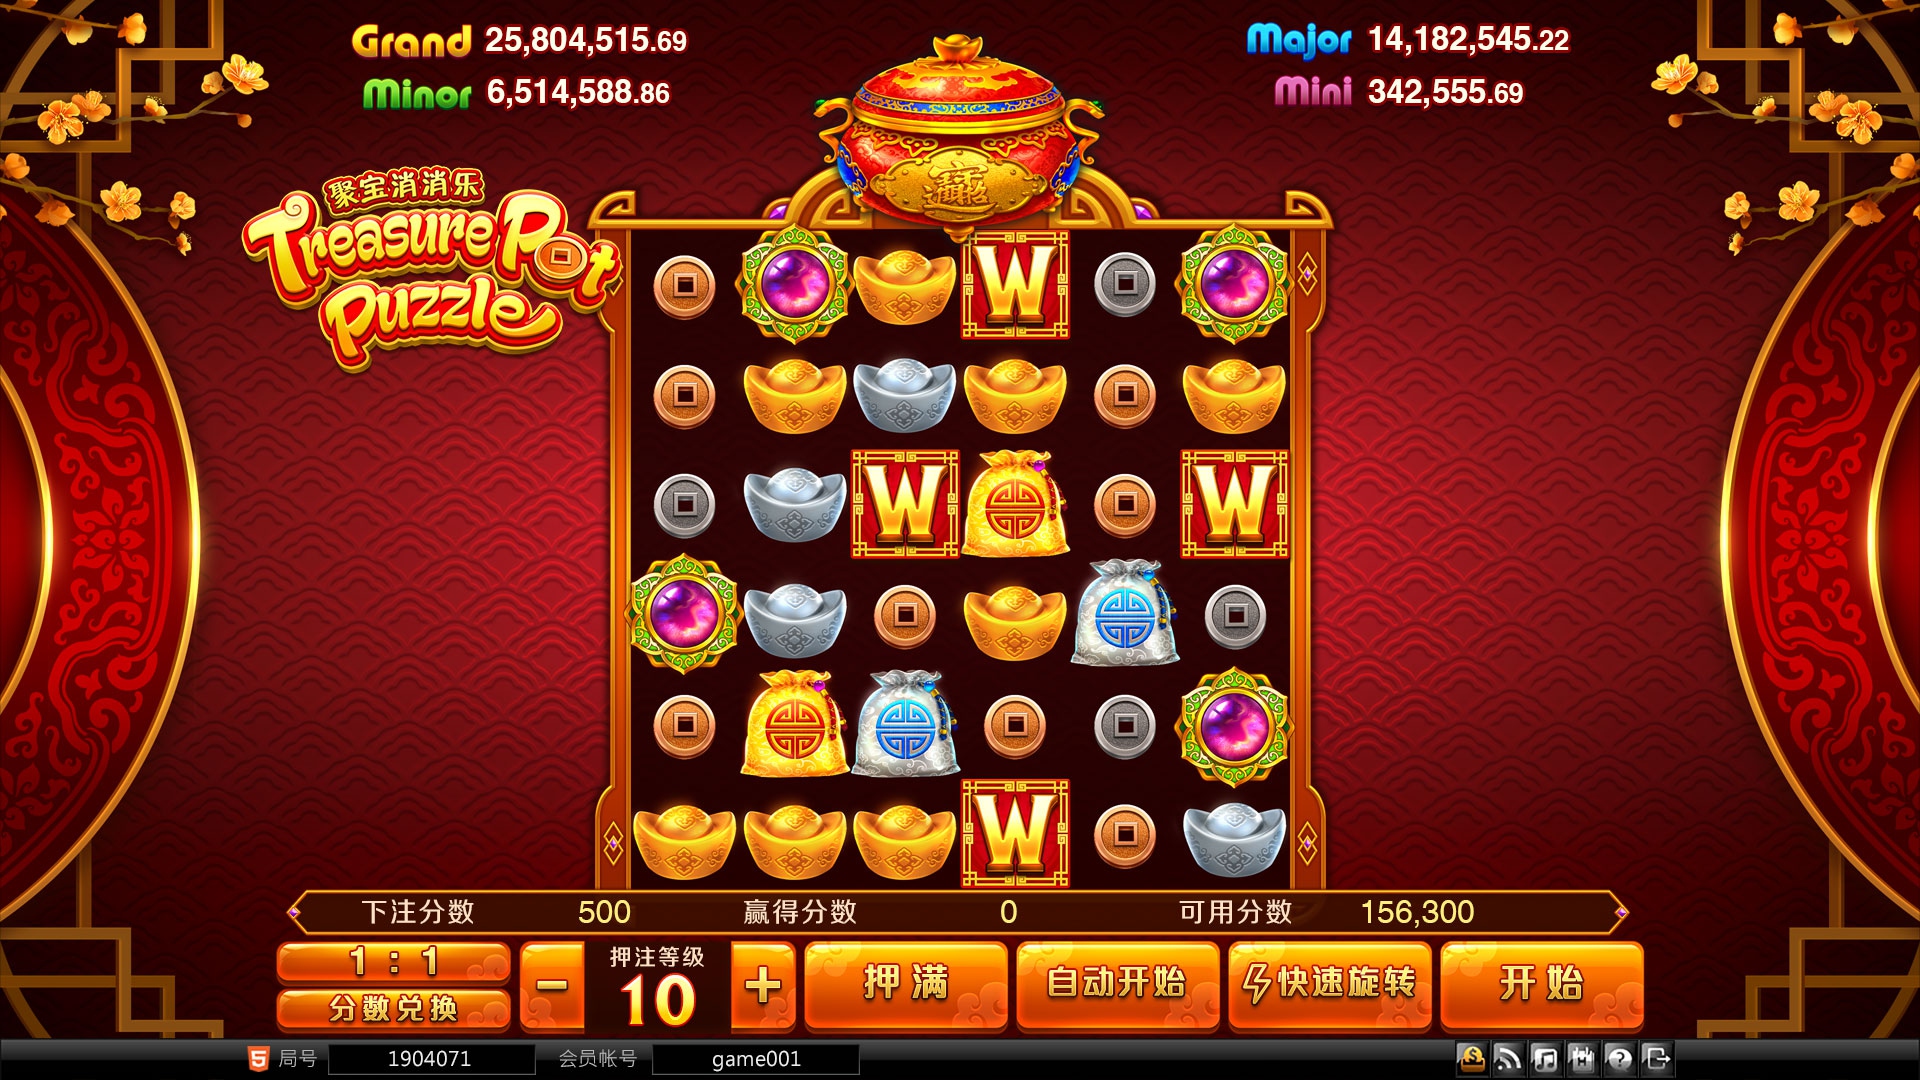 Grand 25,804,515.69
Major 14,182,545.22
Minor 6,514,588.86
Mini 342,555.69
聚宝消消乐
Treasure Pot
Puzzle
W
W
W
W
下注分数 500 赢得分数 0 可用分数 156,300
1 : 1
分数兑换
−
押注等级
10
+
押满
自动开始
快速旋转
开始
局号 1904071 会员帐号 game001